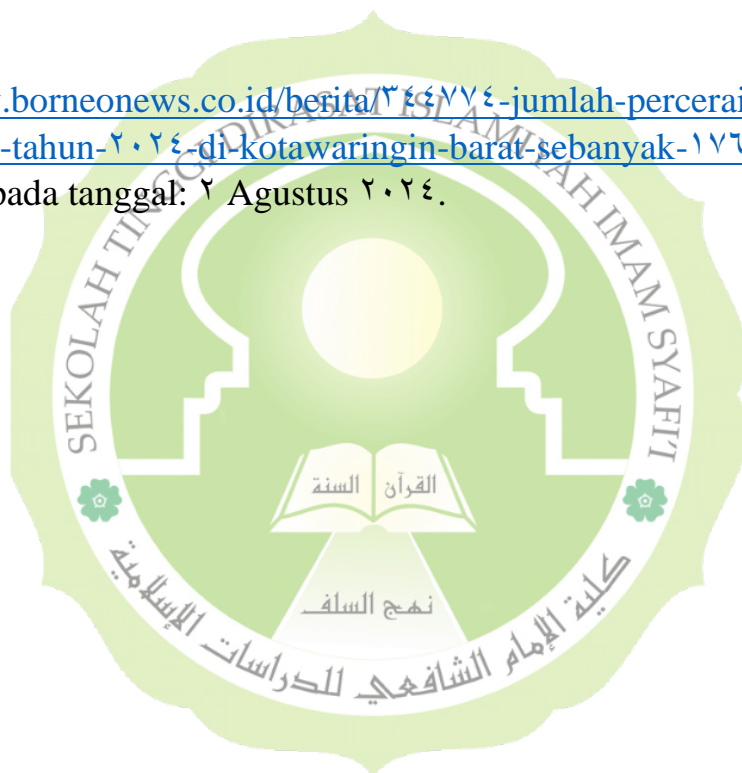 .borneonews.co.id/berita/٣٤٤٧٧٤-jumlah-percerai
-tahun-٢٠٢٤-di-kotawaringin-barat-sebanyak-١٧٦
pada tanggal: ٢ Agustus ٢٠٢٤.
SEKOLAH TINGGI DIRASAT ISLAMIYAH IMAM SYAFI'I
القرآن
السنة
نهج السلف
كلية الإمام الشافعي للدراسات الإسلامية